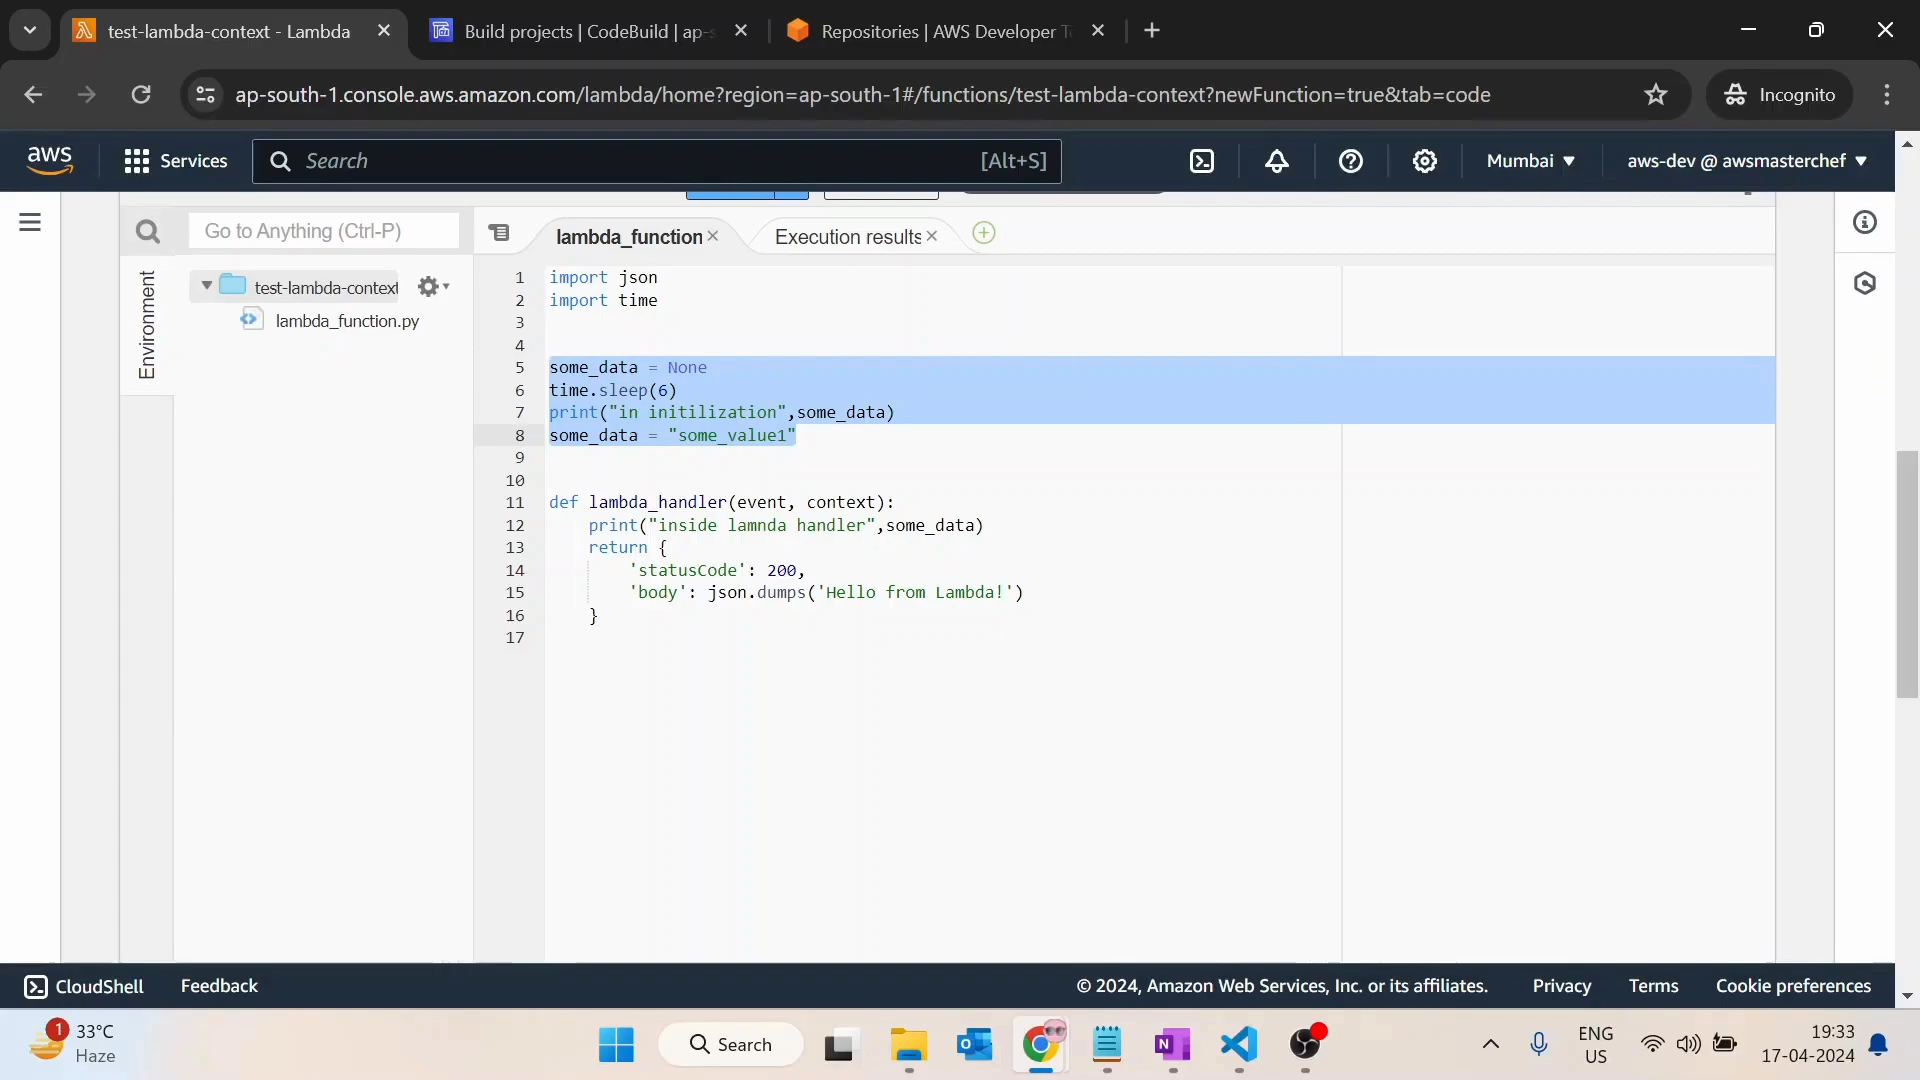 test-lambda-context - Lambda
Build projects | CodeBuild | ap-s
Repositories | AWS Developer To
ap-south-1.console.aws.amazon.com/lambda/home?region=ap-south-1#/functions/test-lambda-context?newFunction=true&tab=code
Incognito
aws
Services
Search
[Alt+S]
Mumbai
aws-dev @ awsmasterchef
Go to Anything (Ctrl-P)
lambda_function
Execution results
Environment
test-lambda-context
lambda_function.py
1 import json
2 import time
3
4
5 some_data = None
6 time.sleep(6)
7 print("in initilization",some_data)
8 some_data = "some_value1"
9
10
11 def lambda_handler(event, context):
12 print("inside lamnda handler",some_data)
13 return {
14 'statusCode': 200,
15 'body': json.dumps('Hello from Lambda!')
16 }
17
CloudShell
Feedback
© 2024, Amazon Web Services, Inc. or its affiliates.
Privacy
Terms
Cookie preferences
1
33°C
Haze
Search
ENG
US
19:33
17-04-2024